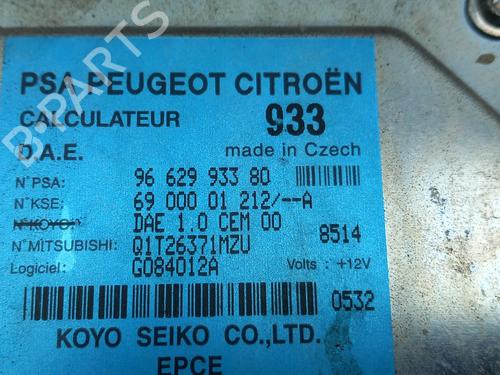 B-PARTS
PSA PEUGEOT CITROËN
CALCULATEUR 933
D.A.E. made in Czech
N°PSA: 96 629 933 80
N°KSE: 69 000 01 212/--A
N°KOYO: DAE 1.0 CEM 00
N°MITSUBISHI: Q1T26371MZU 8514
Logiciel: G084012A Volts : +12V
0532
KOYO SEIKO CO.,LTD.
EPCE